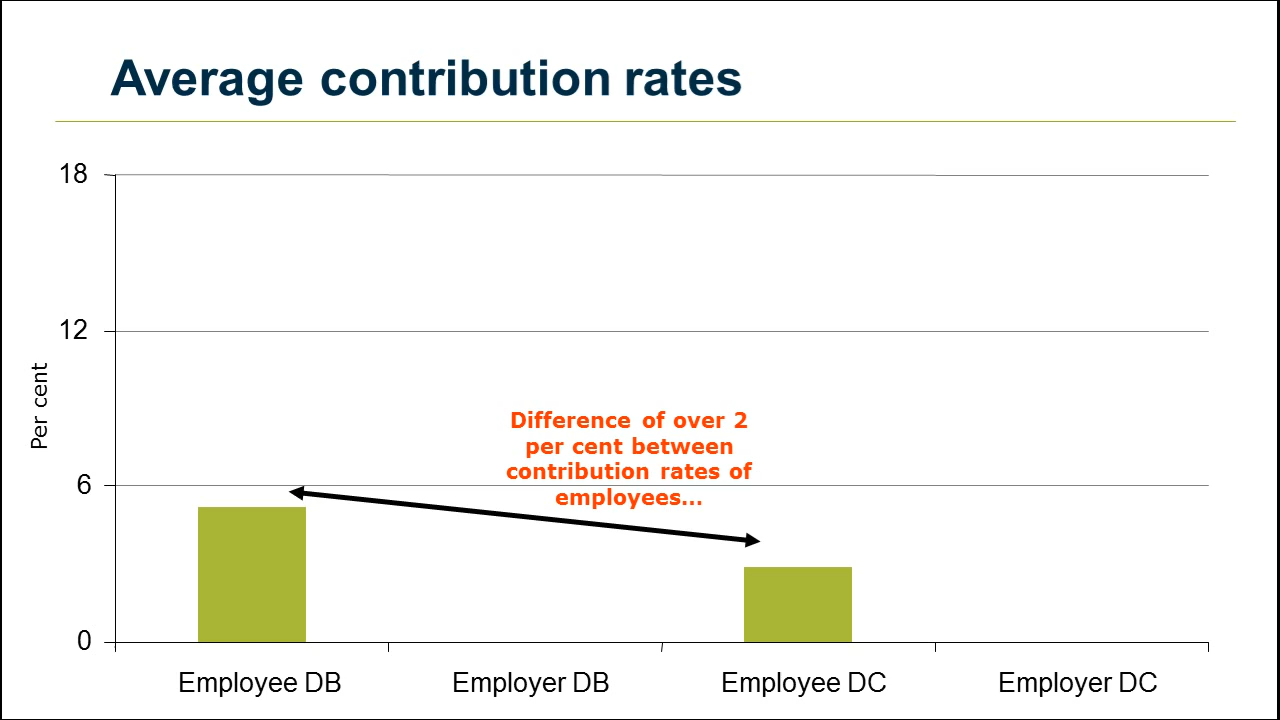 Average contribution rates
18
12
6
0
Per cent
Difference of over 2
per cent between
contribution rates of
employees...
Employee DB
Employer DB
Employee DC
Employer DC